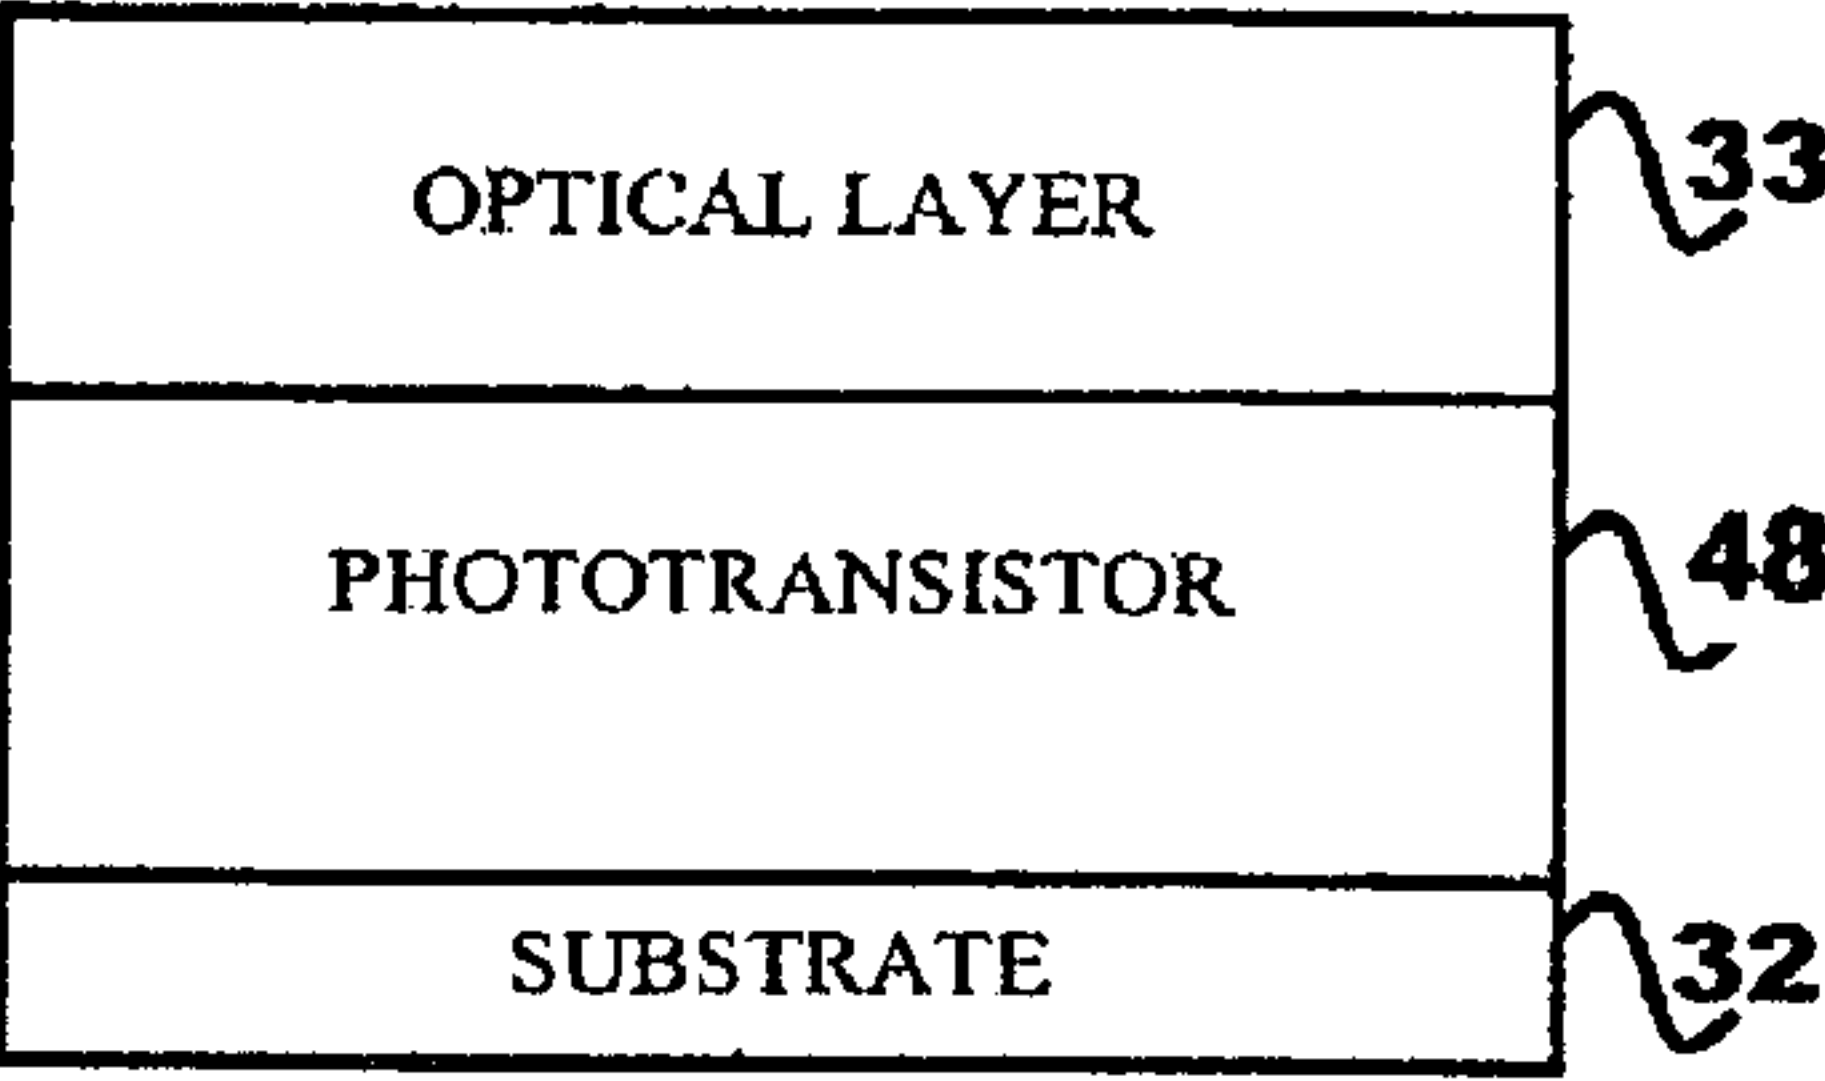 OPTICAL LAYER
33
PHOTOTRANSISTOR
48
SUBSTRATE
32